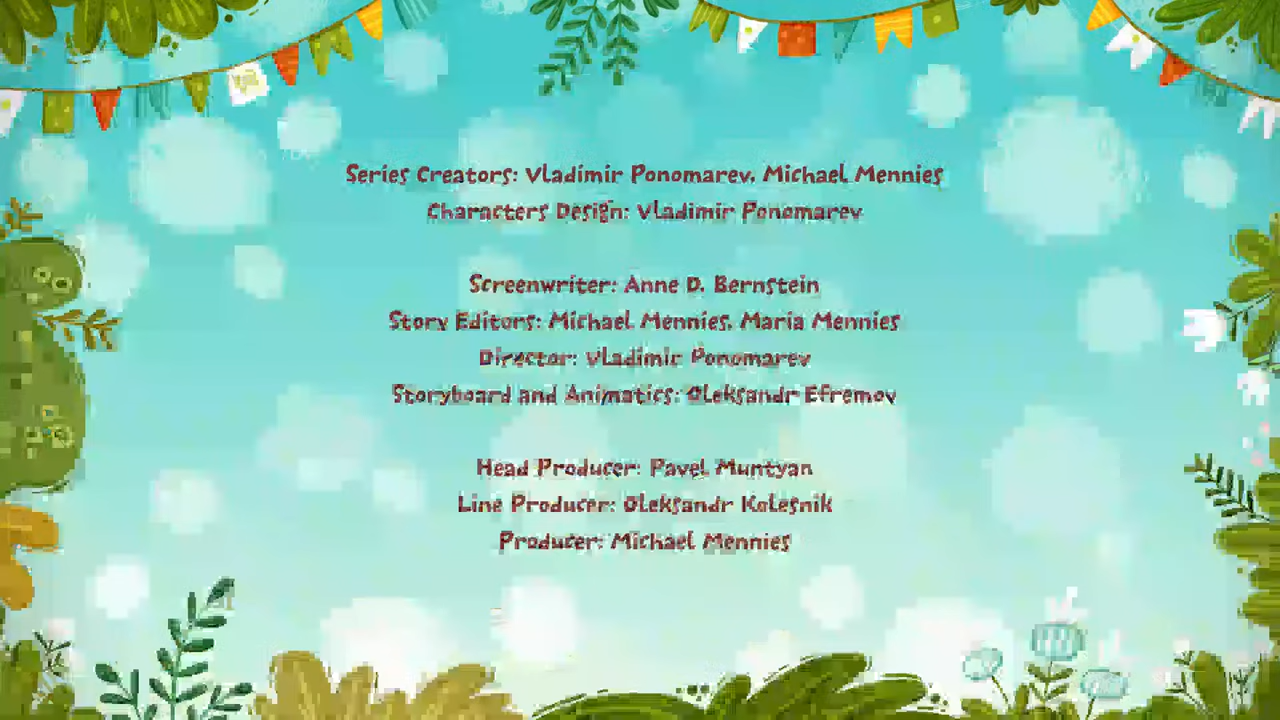 Series Creators: Vladimir Ponomarev, Michael Mennies
Characters Design: Vladimir Ponomarev
Screenwriter: Anne D. Bernstein
Story Editors: Michael Mennies, Maria Mennies
Director: Vladimir Ponomarev
Storyboard and Animatics: Oleksandr Efremov
Head Producer: Pavel Muntyan
Line Producer: Oleksandr Kolesnik
Producer: Michael Mennies